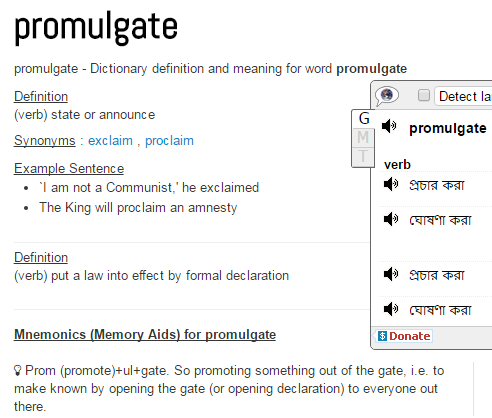 promulgate
promulgate - Dictionary definition and meaning for word promulgate
Definition
(verb) state or announce
Synonyms : exclaim , proclaim
Example Sentence
• `I am not a Communist,' he exclaimed
• The King will proclaim an amnesty
Definition
(verb) put a law into effect by formal declaration
Mnemonics (Memory Aids) for promulgate
Prom (promote)+ul+gate. So promoting something out of the gate, i.e. to
make known by opening the gate (or opening declaration) to everyone out
there.
Detect la
G
M
T
promulgate
verb
প্রচার করা
ঘোষণা করা
প্রচার করা
ঘোষণা করা
Donate